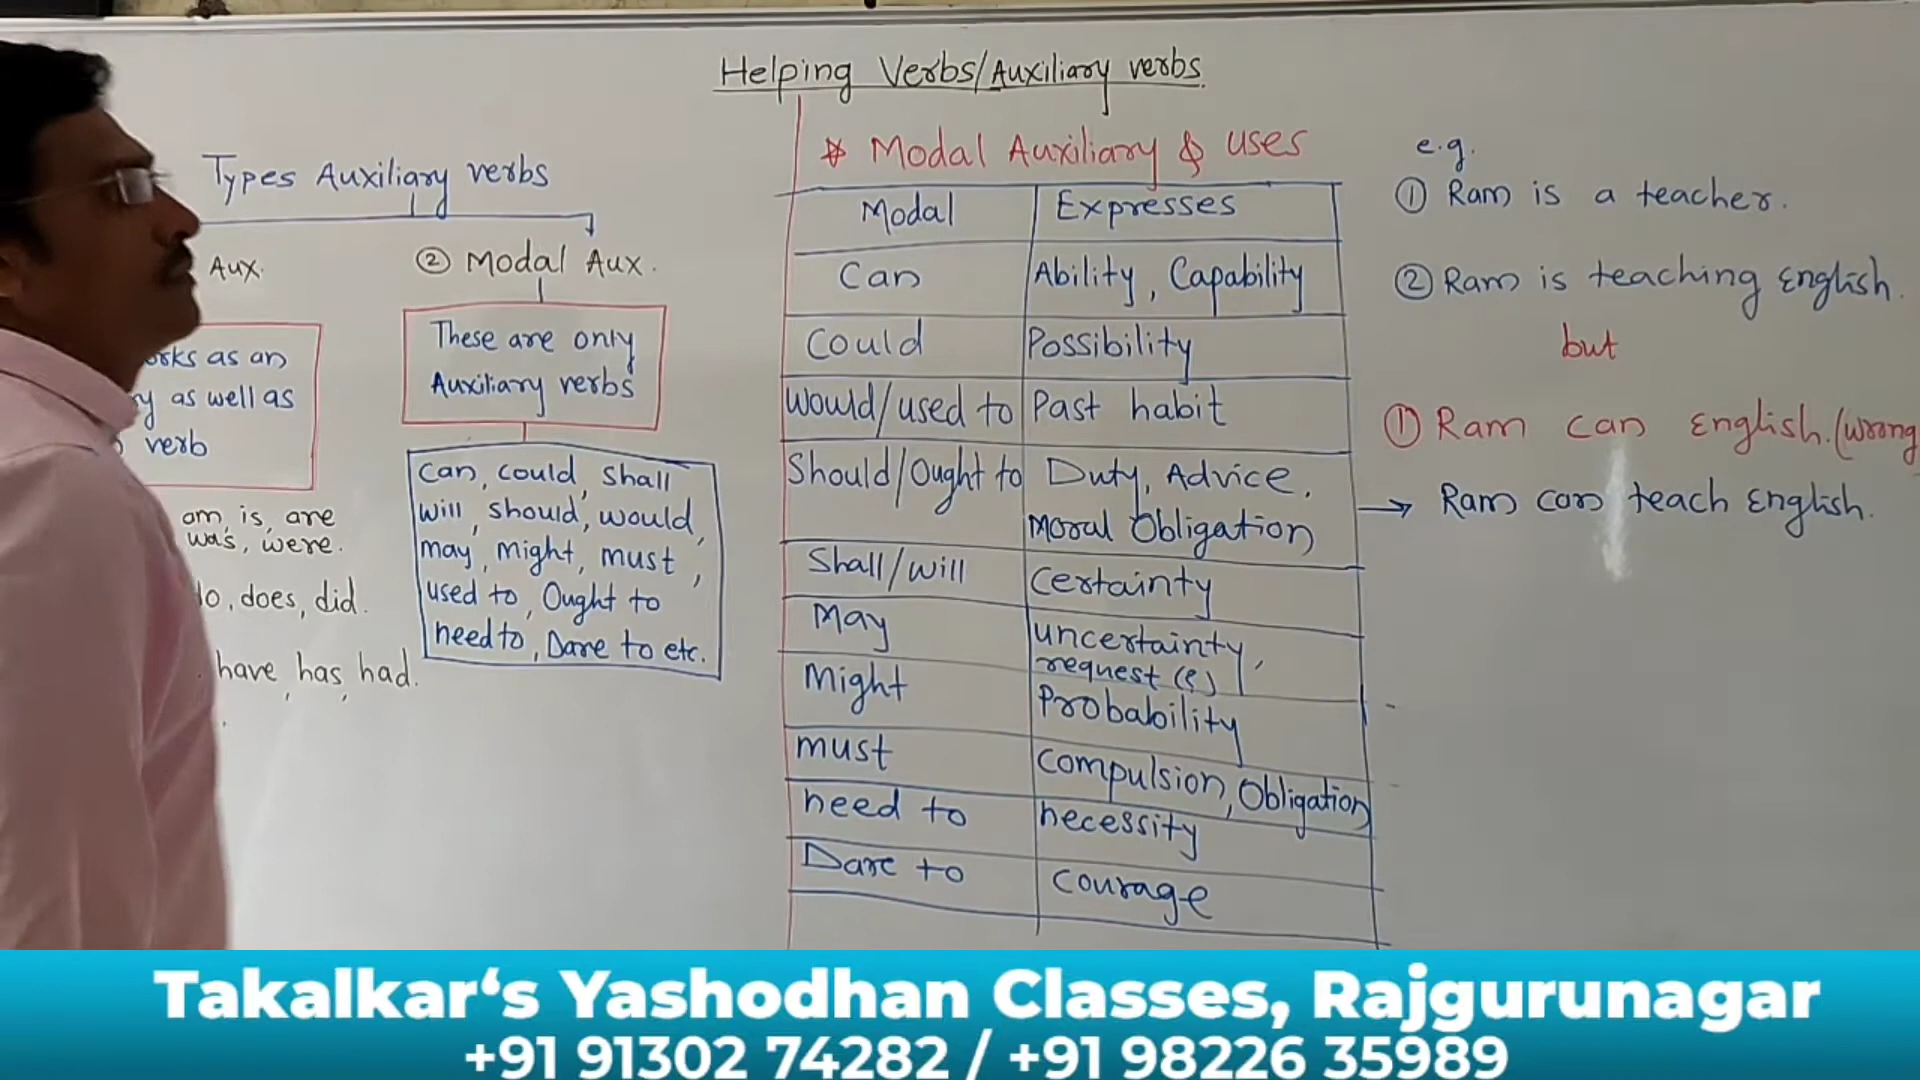 Helping Verbs/Auxiliary verbs.
Types Auxiliary verbs
Aux.
② Modal Aux.
as an
as well as
verb
am, is, are
was, were.
does, did.
have, has, had.
These are only
Auxiliary verbs
Can, could, shall
will, should, would,
may, might, must,
used to, Ought to
need to, Dare to etc.
* Modal Auxiliary & uses
Modal Expresses
Can Ability, Capability
Could Possibility
Would/used to Past habit
Should/Ought to Duty, Advice,
Moral Obligation
Shall/will Certainty
May uncertainty,
request (?)
Might Probability
must Compulsion, Obligation
need to necessity
Dare to Courage
e.g.
① Ram is a teacher.
② Ram is teaching English.
but
① Ram can English. (wrong
→ Ram can teach English.
Takalkar‘s Yashodhan Classes, Rajgurunagar
+91 91302 74282 / +91 98226 35989